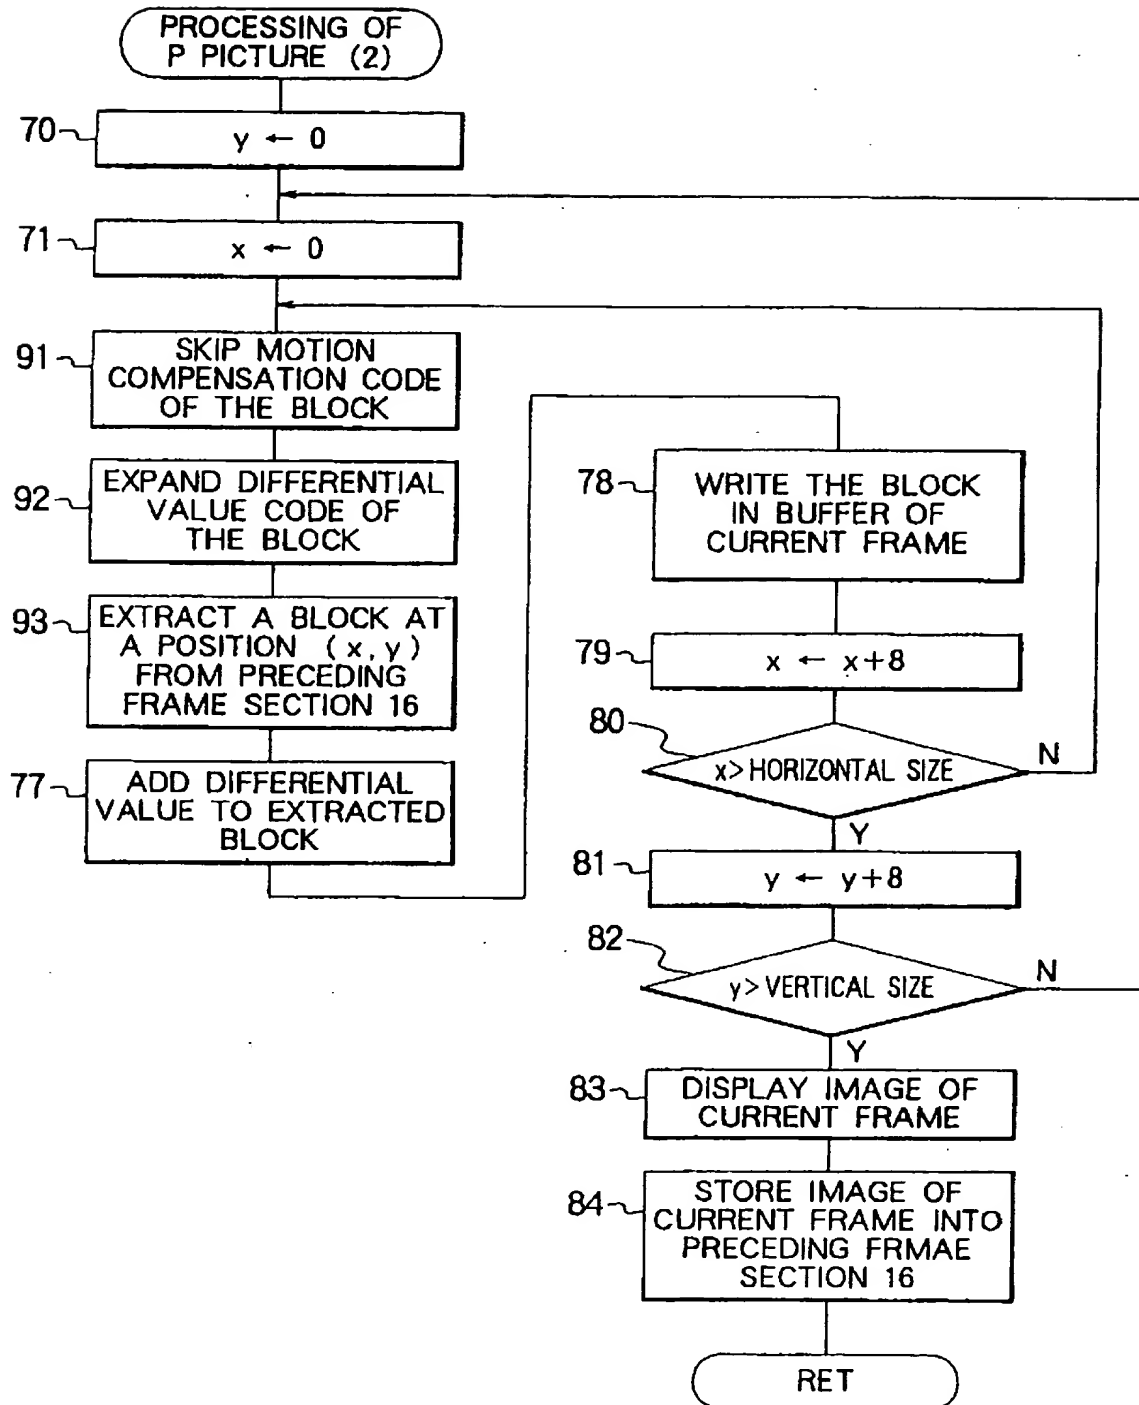 PROCESSING OF
P PICTURE (2)
70
y ← 0
71
x ← 0
91
SKIP MOTION
COMPENSATION CODE
OF THE BLOCK
92
EXPAND DIFFERENTIAL
VALUE CODE OF
THE BLOCK
93
EXTRACT A BLOCK AT
A POSITION (x, y)
FROM PRECEDING
FRAME SECTION 16
77
ADD DIFFERENTIAL
VALUE TO EXTRACTED
BLOCK
78
WRITE THE BLOCK
IN BUFFER OF
CURRENT FRAME
79
x ← x+8
80
x> HORIZONTAL SIZE
N
Y
81
y ← y+8
82
y> VERTICAL SIZE
N
Y
83
DISPLAY IMAGE OF
CURRENT FRAME
84
STORE IMAGE OF
CURRENT FRAME INTO
PRECEDING FRMAE
SECTION 16
RET